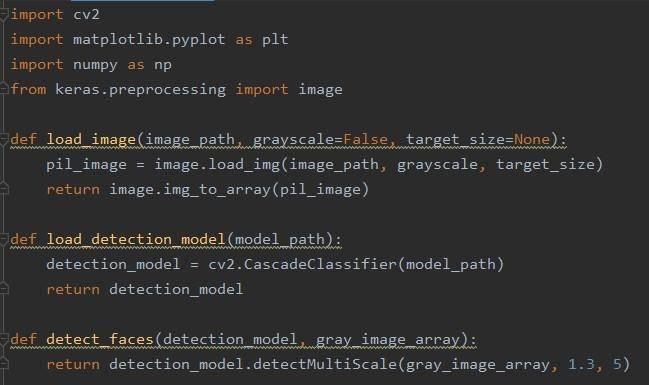 import cv2
import matplotlib.pyplot as plt
import numpy as np
from keras.preprocessing import image
def load_image(image_path, grayscale=False, target_size=None):
    pil_image = image.load_img(image_path, grayscale, target_size)
    return image.img_to_array(pil_image)
def load_detection_model(model_path):
    detection_model = cv2.CascadeClassifier(model_path)
    return detection_model
def detect_faces(detection_model, gray_image_array):
    return detection_model.detectMultiScale(gray_image_array, 1.3, 5)